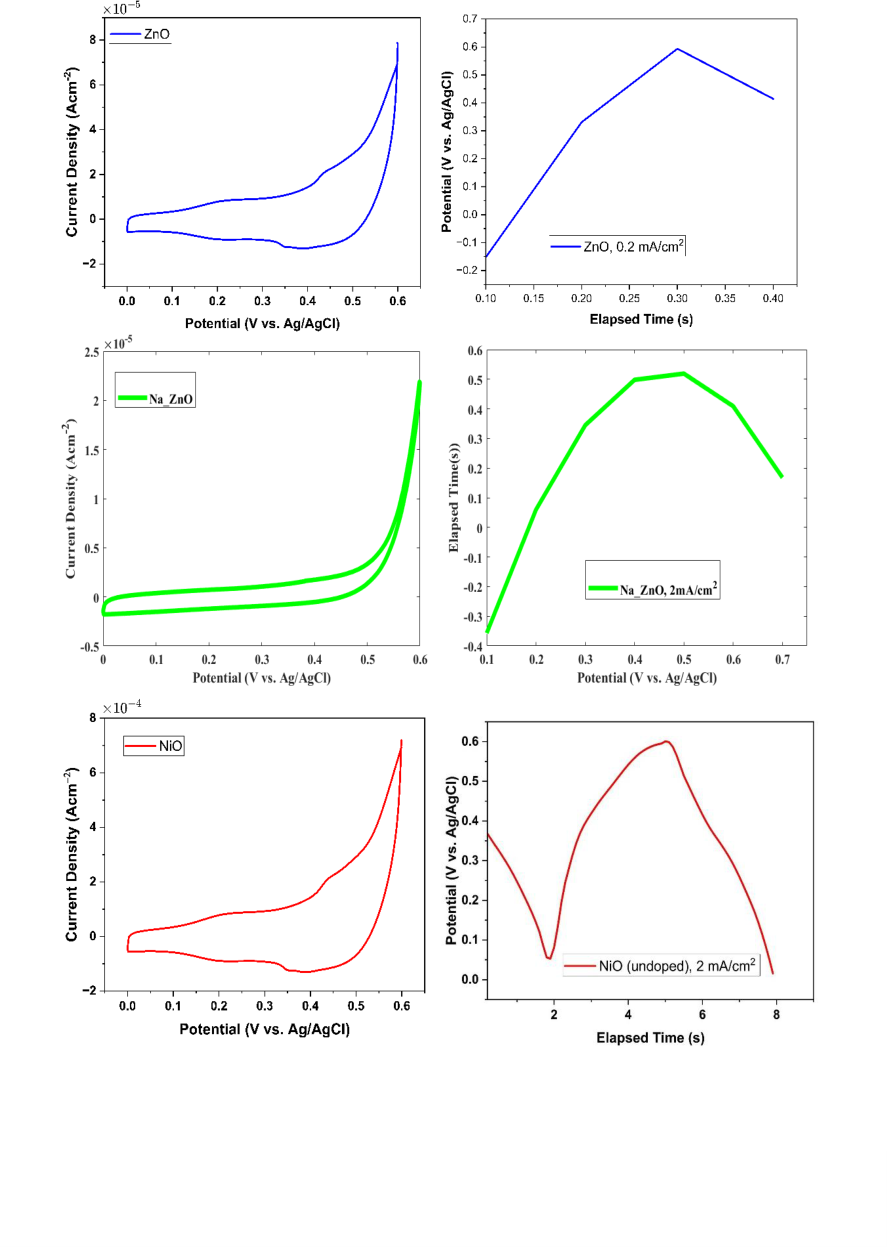 ×10⁻⁵
ZnO
Current Density (Acm⁻²)
8
6
4
2
0
−2
0.0 0.1 0.2 0.3 0.4 0.5 0.6
Potential (V vs. Ag/AgCl)
Potential (V vs. Ag/AgCl)
0.7
0.6
0.5
0.4
0.3
0.2
0.1
0.0
−0.1
−0.2
ZnO, 0.2 mA/cm²
0.10 0.15 0.20 0.25 0.30 0.35 0.40
Elapsed Time (s)
×10⁻⁵
Na_ZnO
Current Density (Acm⁻²)
2.5
2
1.5
1
0.5
0
-0.5
0 0.1 0.2 0.3 0.4 0.5 0.6
Potential (V vs. Ag/AgCl)
Elapsed Time(s))
0.6
0.5
0.4
0.3
0.2
0.1
0
-0.1
-0.2
-0.3
-0.4
Na_ZnO, 2mA/cm²
0.1 0.2 0.3 0.4 0.5 0.6 0.7
Potential (V vs. Ag/AgCl)
×10⁻⁴
NiO
Current Density (Acm⁻²)
8
6
4
2
0
−2
0.0 0.1 0.2 0.3 0.4 0.5 0.6
Potential (V vs. Ag/AgCl)
Potential (V vs. Ag/AgCl)
0.6
0.5
0.4
0.3
0.2
0.1
0.0
NiO (undoped), 2 mA/cm²
2 4 6 8
Elapsed Time (s)